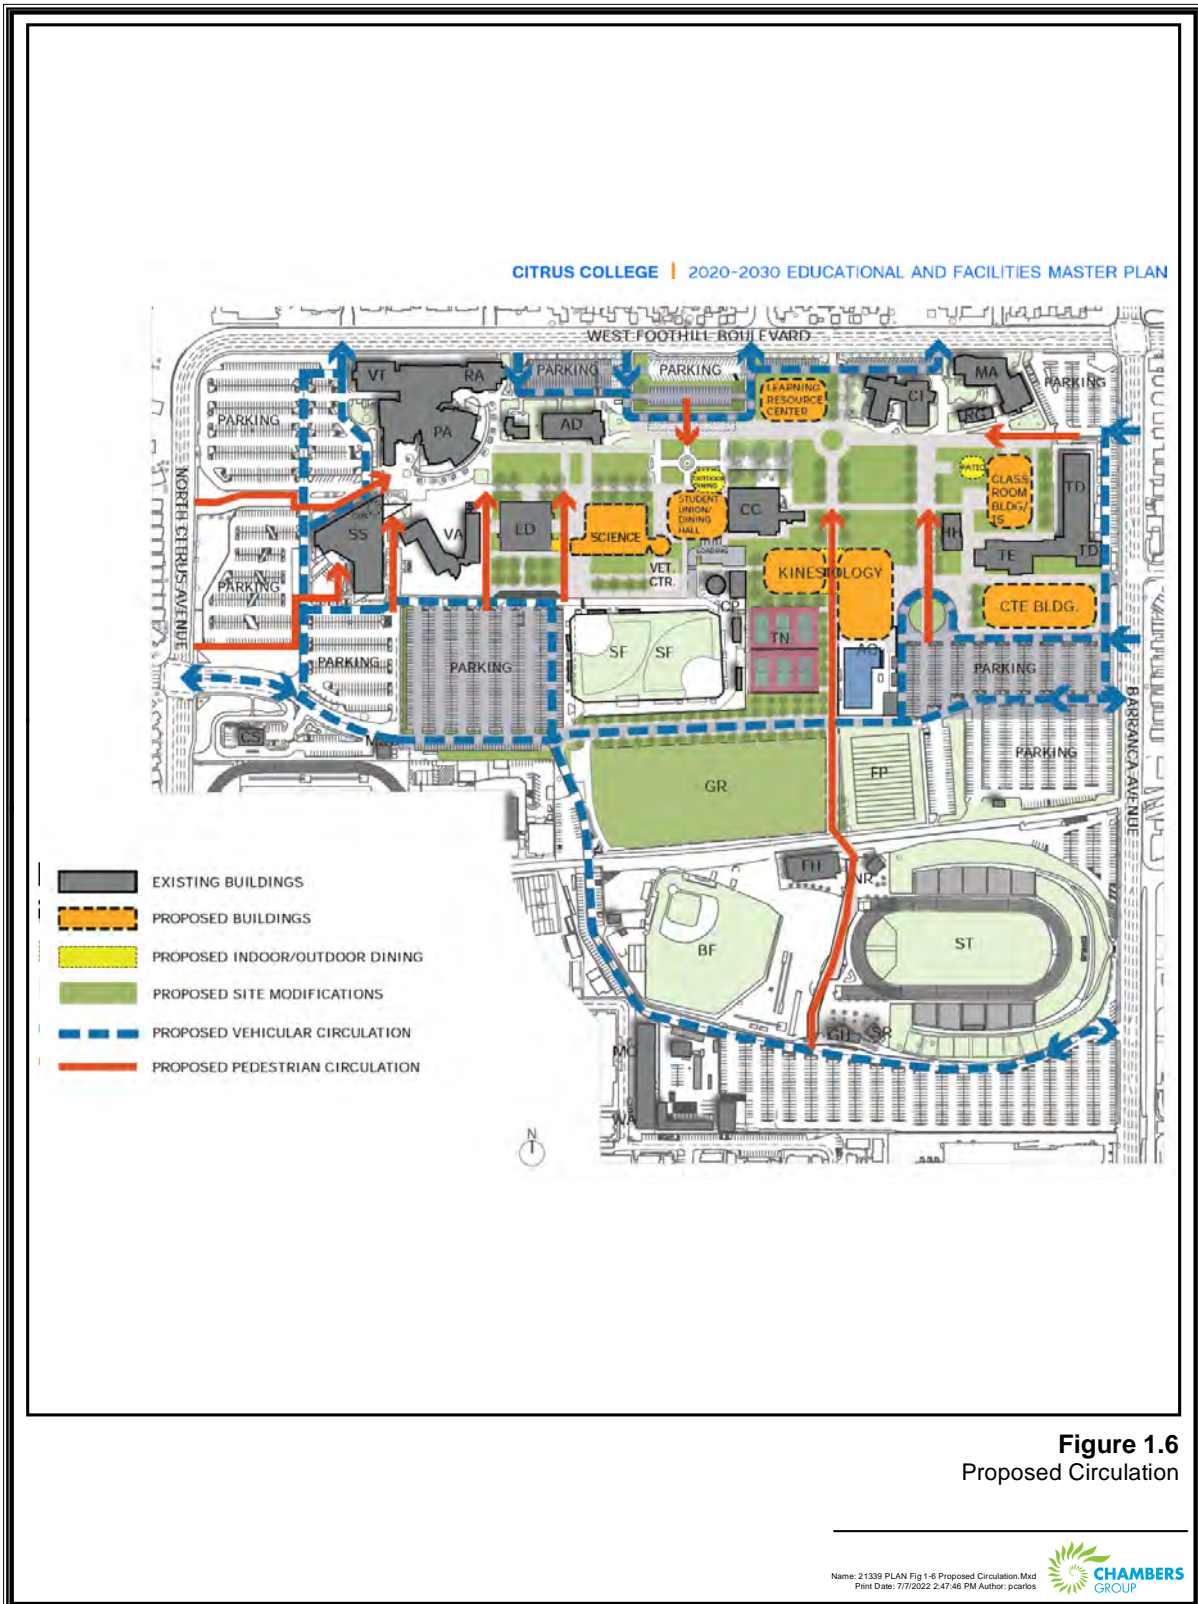 CITRUS COLLEGE | 2020-2030 EDUCATIONAL AND FACILITIES MASTER PLAN
WEST FOOTHILL BOULEVARD
VT
RA
PARKING
PARKING
MA
PARKING
LEARNING
RESOURCE
CENTER
CI
RG
PARKING
PA
AD
NORTH CERRUS AVENUE
OUTDOOR
DINING
PATIO
CLASS
ROOM
BLDG/
IS
TD
STUDENT
UNION/
DINING
HALL
CC
SS
VA
LD
SCIENCE
HH
TE
TD
LOADING
VET.
CTR.
KINESIOLOGY
PARKING
CP
CTE BLDG.
TN
SF
SF
AQ
PARKING
PARKING
PARKING
BARRANCA AVENUE
CS
PARKING
FP
GR
FH
NR
ST
BF
GH
SR
WA
N
EXISTING BUILDINGS
PROPOSED BUILDINGS
PROPOSED INDOOR/OUTDOOR DINING
PROPOSED SITE MODIFICATIONS
PROPOSED VEHICULAR CIRCULATION
PROPOSED PEDESTRIAN CIRCULATION
Figure 1.6
Proposed Circulation
Name: 21339 PLAN Fig 1-6 Proposed Circulation.Mxd
Print Date: 7/7/2022 2:47:46 PM Author: pcarlos
CHAMBERS
GROUP